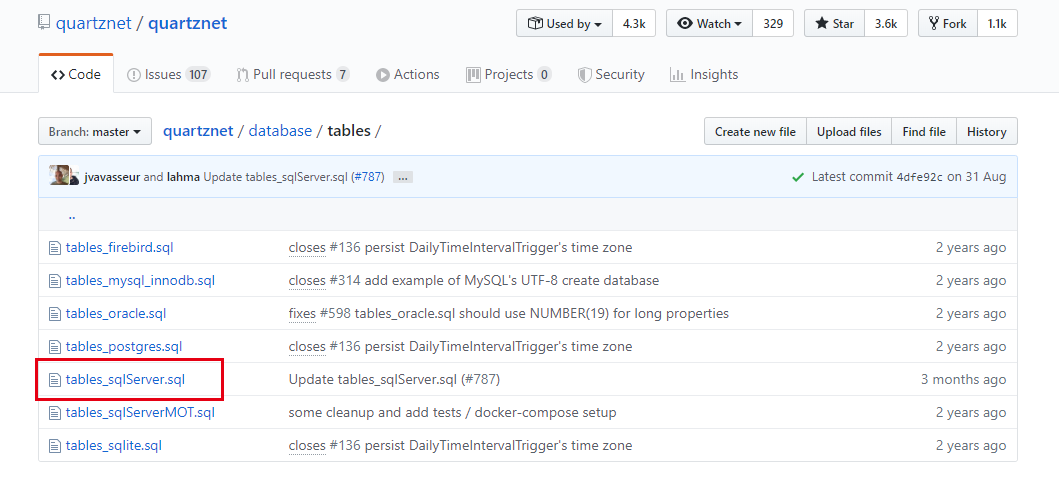 quartznet / quartznet
Used by 4.3k Watch 329 Star 3.6k Fork 1.1k
Code Issues 107 Pull requests 7 Actions Projects 0 Security Insights
Branch: master quartznet / database / tables / Create new file Upload files Find file History
jvavasseur and lahma Update tables_sqlServer.sql (#787) ... Latest commit 4dfe92c on 31 Aug
..
tables_firebird.sql closes #136 persist DailyTimeIntervalTrigger's time zone 2 years ago
tables_mysql_innodb.sql closes #314 add example of MySQL's UTF-8 create database 2 years ago
tables_oracle.sql fixes #598 tables_oracle.sql should use NUMBER(19) for long properties 2 years ago
tables_postgres.sql closes #136 persist DailyTimeIntervalTrigger's time zone 2 years ago
tables_sqlServer.sql Update tables_sqlServer.sql (#787) 3 months ago
tables_sqlServerMOT.sql some cleanup and add tests / docker-compose setup 2 years ago
tables_sqlite.sql closes #136 persist DailyTimeIntervalTrigger's time zone 2 years ago